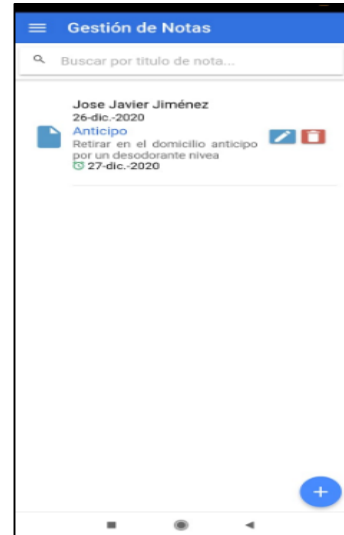 Gestión de Notas
Buscar por titulo de nota...
Jose Javier Jiménez
26-dic.-2020
Anticipo
Retirar en el domicilio anticipo
por un desodorante nivea
27-dic.-2020